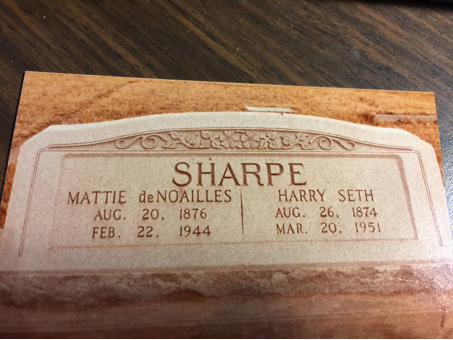 SHARPE
MATTIE deNOAILLES
AUG. 20, 1876
FEB. 22, 1944
HARRY SETH
AUG. 26, 1874
MAR. 20, 1951